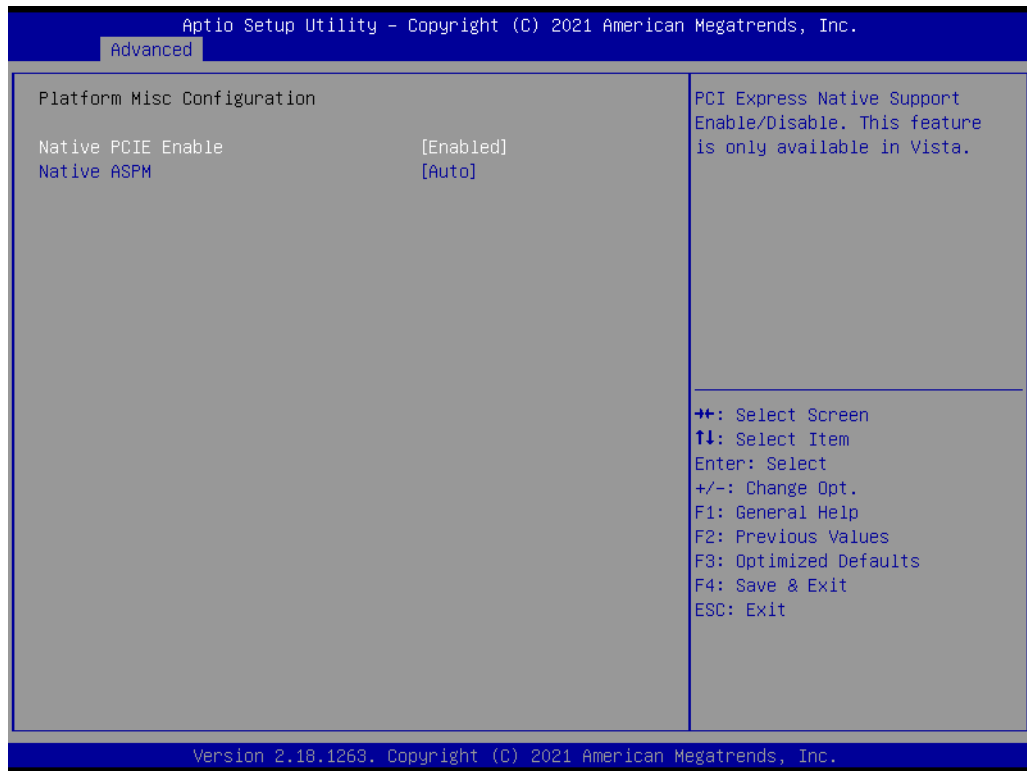 Aptio Setup Utility – Copyright (C) 2021 American Megatrends, Inc.
Advanced
Platform Misc Configuration
Native PCIE Enable [Enabled]
Native ASPM [Auto]
PCI Express Native Support
Enable/Disable. This feature
is only available in Vista.
→←: Select Screen
↑↓: Select Item
Enter: Select
+/-: Change Opt.
F1: General Help
F2: Previous Values
F3: Optimized Defaults
F4: Save & Exit
ESC: Exit
Version 2.18.1263. Copyright (C) 2021 American Megatrends, Inc.